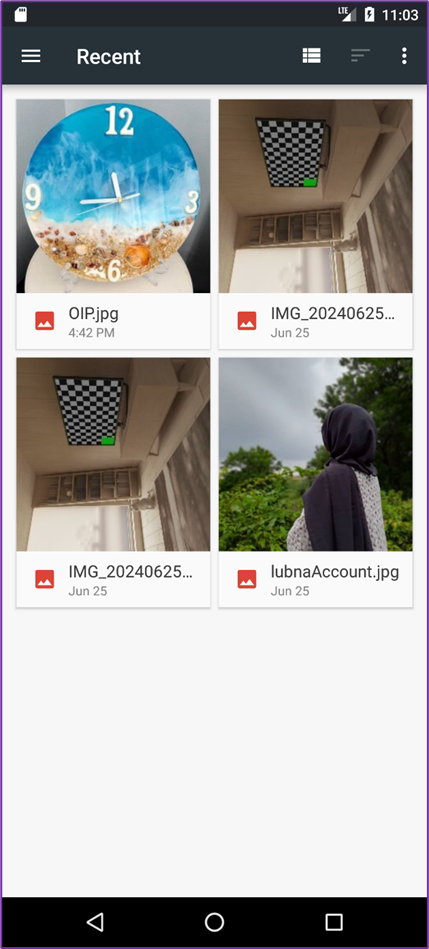 LTE
11:03
Recent
12
9
3
6
OIP.jpg
4:42 PM
IMG_20240625...
Jun 25
IMG_20240625...
Jun 25
lubnaAccount.jpg
Jun 25